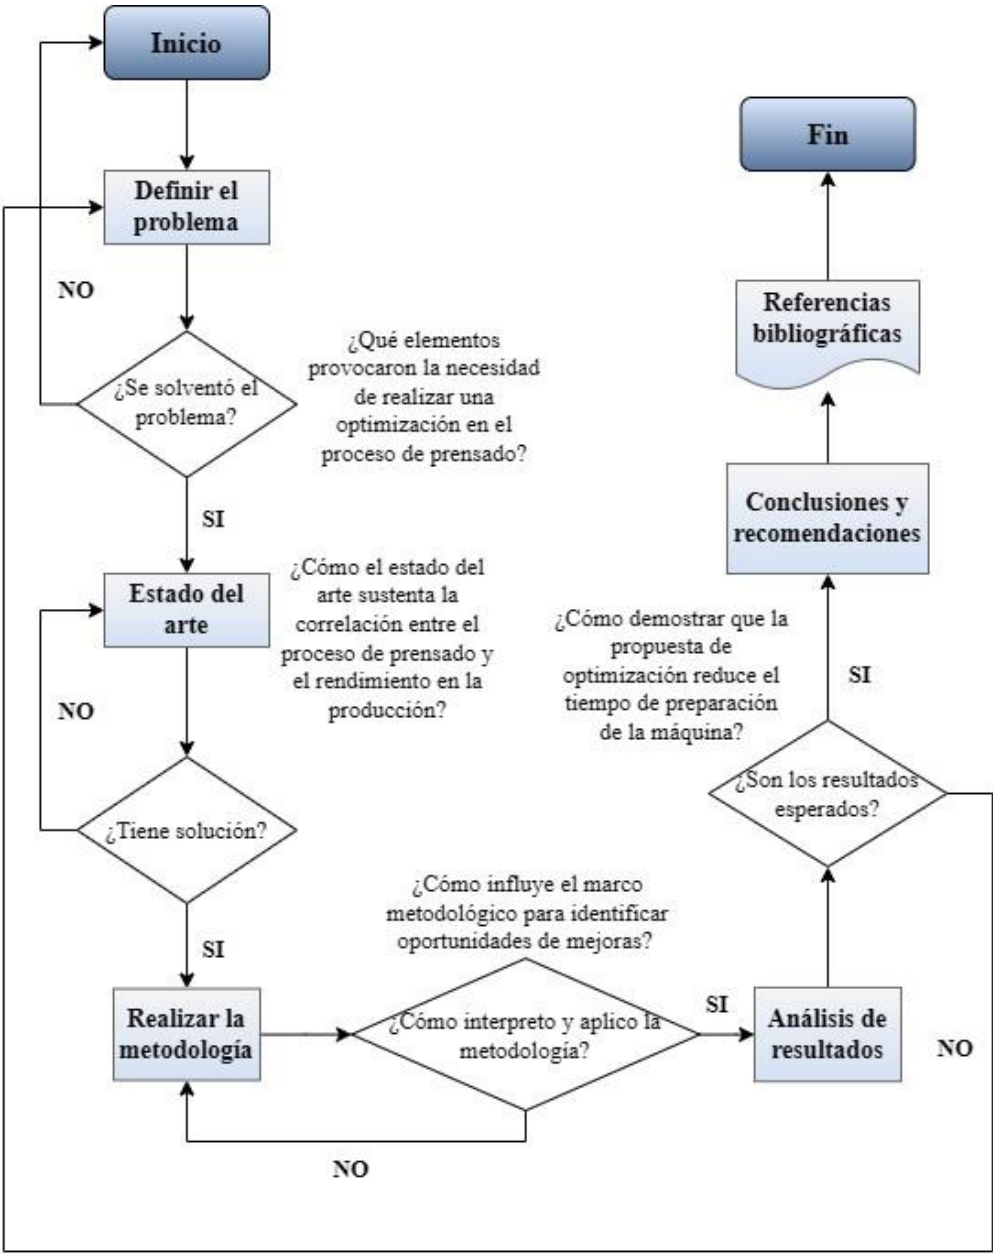 Inicio
Definir el
problema
NO
¿Se solventó el
problema?
¿Qué elementos
provocaron la necesidad
de realizar una
optimización en el
proceso de prensado?
SI
Estado del
arte
¿Cómo el estado del
arte sustenta la
correlación entre el
proceso de prensado y
el rendimiento en la
producción?
NO
¿Tiene solución?
SI
Realizar la
metodología
¿Cómo influye el marco
metodológico para identificar
oportunidades de mejoras?
¿Cómo interpreto y aplico la
metodología?
NO
SI
Análisis de
resultados
¿Son los resultados
esperados?
NO
¿Cómo demostrar que la
propuesta de
optimización reduce el
tiempo de preparación
de la máquina?
SI
Conclusiones y
recomendaciones
Referencias
bibliográficas
Fin